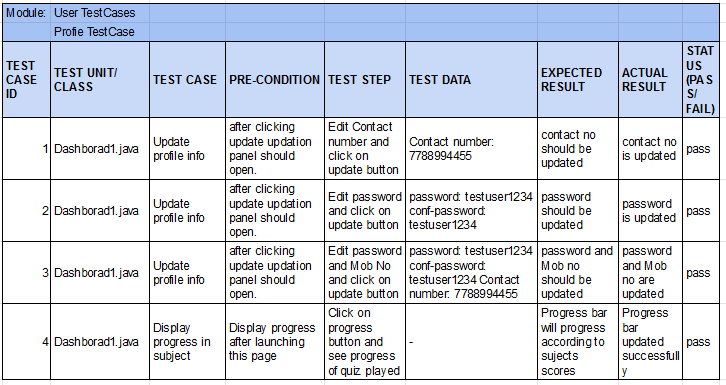 Module: User TestCases
Profie TestCase
TEST CASE ID TEST UNIT/ CLASS TEST CASE PRE-CONDITION TEST STEP TEST DATA EXPECTED RESULT ACTUAL RESULT STAT US (PAS S/ FAIL)
1 Dashborad1.java Update profile info after clicking update updation panel should open. Edit Contact number and click on update button Contact number: 7788994455 contact no should be updated contact no is updated pass
2 Dashborad1.java Update profile info after clicking update updation panel should open. Edit password and click on update button password: testuser1234 conf-password: testuser1234 password should be updated password is updated pass
3 Dashborad1.java Update profile info after clicking update updation panel should open. Edit password and Mob No and click on update button password: testuser1234 conf-password: testuser1234 Contact number: 7788994455 password and Mob no should be updated password and Mob no are updated pass
4 Dashborad1.java Display progress in subject Display progress after launching this page Click on progress button and see progress of quiz played - Progress bar will progress according to sujects scores Progress bar updated successfull y pass